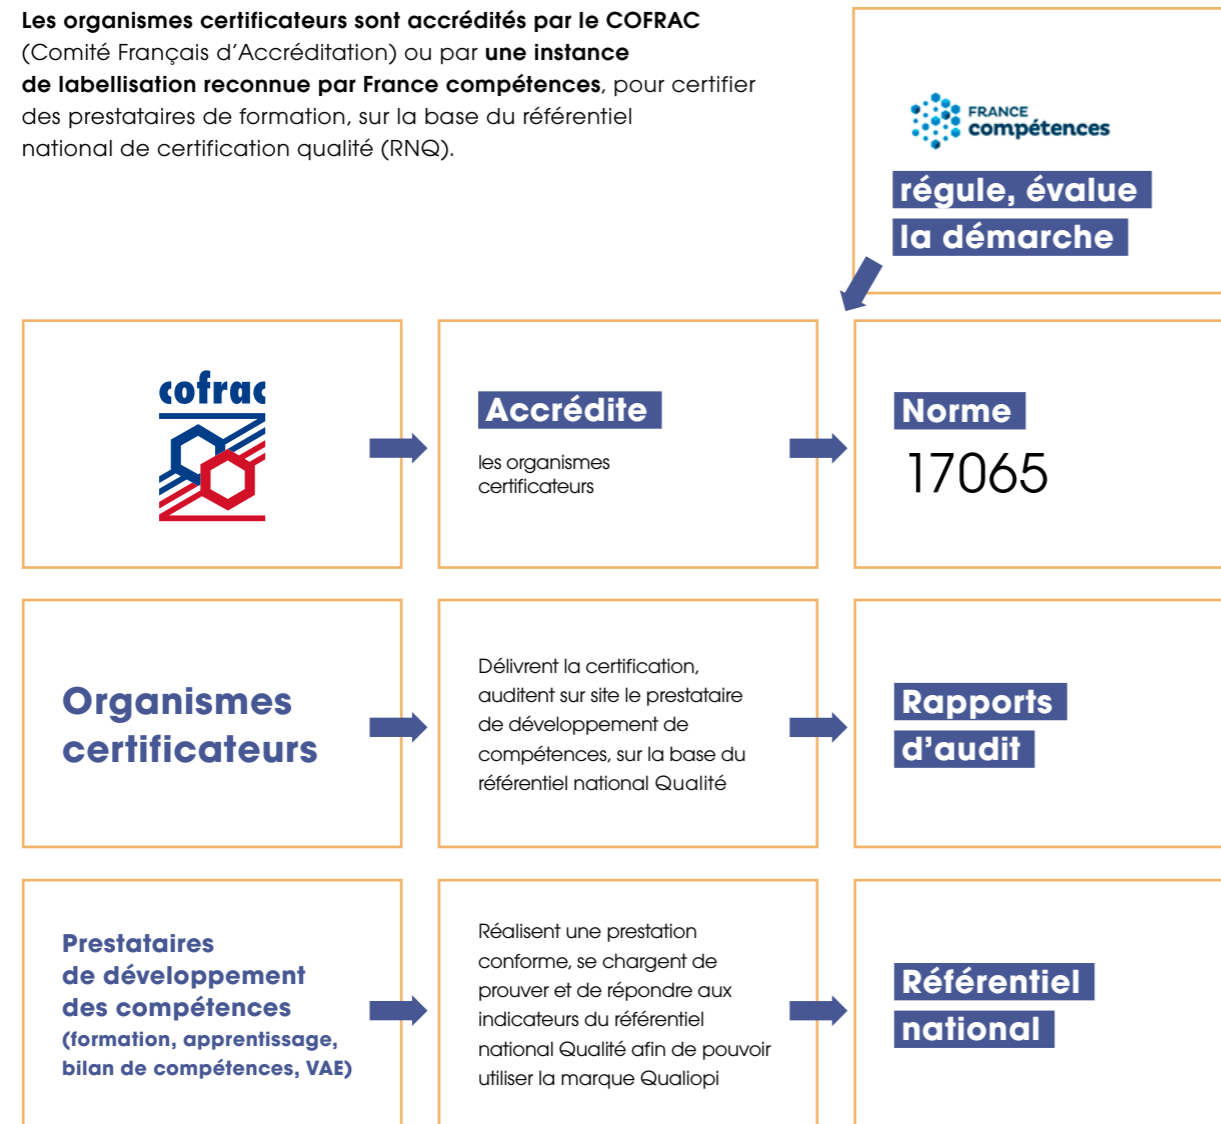 Les organismes certificateurs sont accrédités par le COFRAC
(Comité Français d'Accréditation) ou par une instance
de labellisation reconnue par France compétences, pour certifier
des prestataires de formation, sur la base du référentiel
national de certification qualité (RNQ).
FRANCE
compétences
régule, évalue
la démarche
cofrac
Accrédite
les organismes
certificateurs
Norme
17065
Organismes
certificateurs
Délivrent la certification,
auditent sur site le prestataire
de développement de
compétences, sur la base du
référentiel national Qualité
Rapports
d'audit
Prestataires
de développement
des compétences
(formation, apprentissage,
bilan de compétences, VAE)
Réalisent une prestation
conforme, se chargent de
prouver et de répondre aux
indicateurs du référentiel
national Qualité afin de pouvoir
utiliser la marque Qualiopi
Référentiel
national